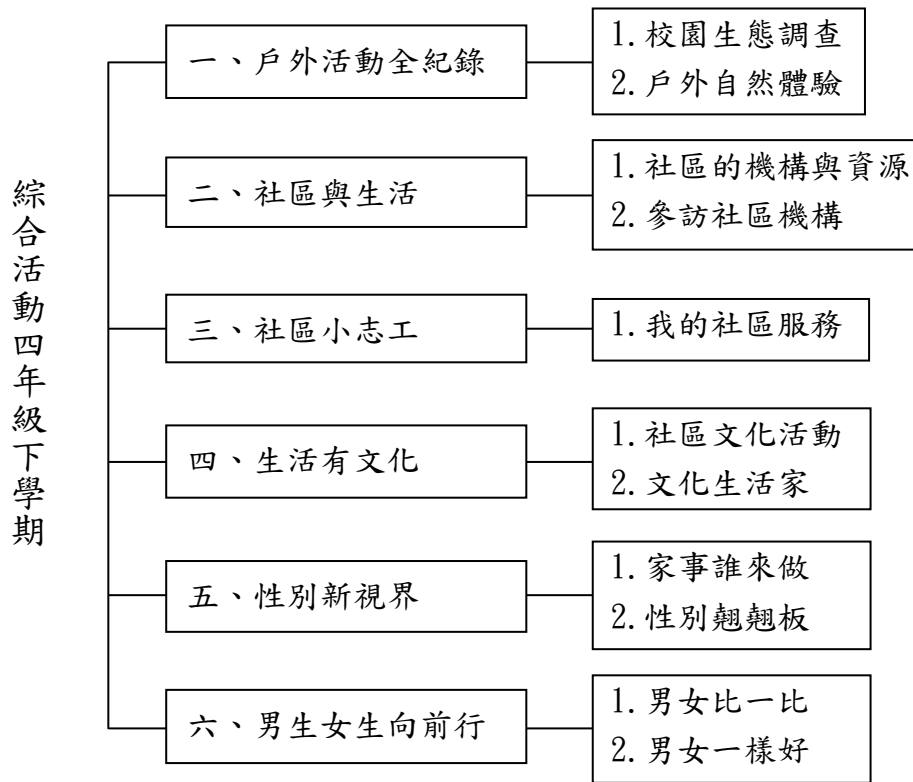 綜合活動四年級下學期
一、戶外活動全紀錄
1.校園生態調查
2.戶外自然體驗
二、社區與生活
1.社區的機構與資源
2.參訪社區機構
三、社區小志工
1.我的社區服務
四、生活有文化
1.社區文化活動
2.文化生活家
五、性別新視界
1.家事誰來做
2.性別翹翹板
六、男生女生向前行
1.男女比一比
2.男女一樣好